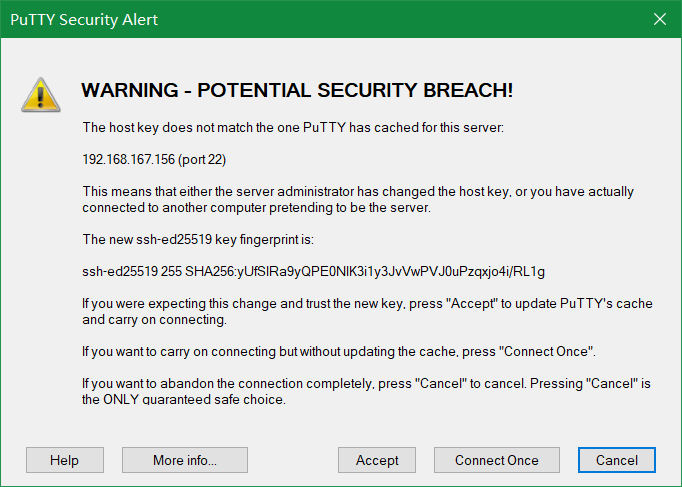 PuTTY Security Alert
WARNING - POTENTIAL SECURITY BREACH!
The host key does not match the one PuTTY has cached for this server:
192.168.167.156 (port 22)
This means that either the server administrator has changed the host key, or you have actually
connected to another computer pretending to be the server.
The new ssh-ed25519 key fingerprint is:
ssh-ed25519 255 SHA256:yUfSlRa9yQPE0NlK3i1y3JvVwPVJ0uPzqxjo4i/RL1g
If you were expecting this change and trust the new key, press "Accept" to update PuTTY's cache
and carry on connecting.
If you want to carry on connecting but without updating the cache, press "Connect Once".
If you want to abandon the connection completely, press "Cancel" to cancel. Pressing "Cancel" is
the ONLY guaranteed safe choice.
Help
More info...
Accept
Connect Once
Cancel